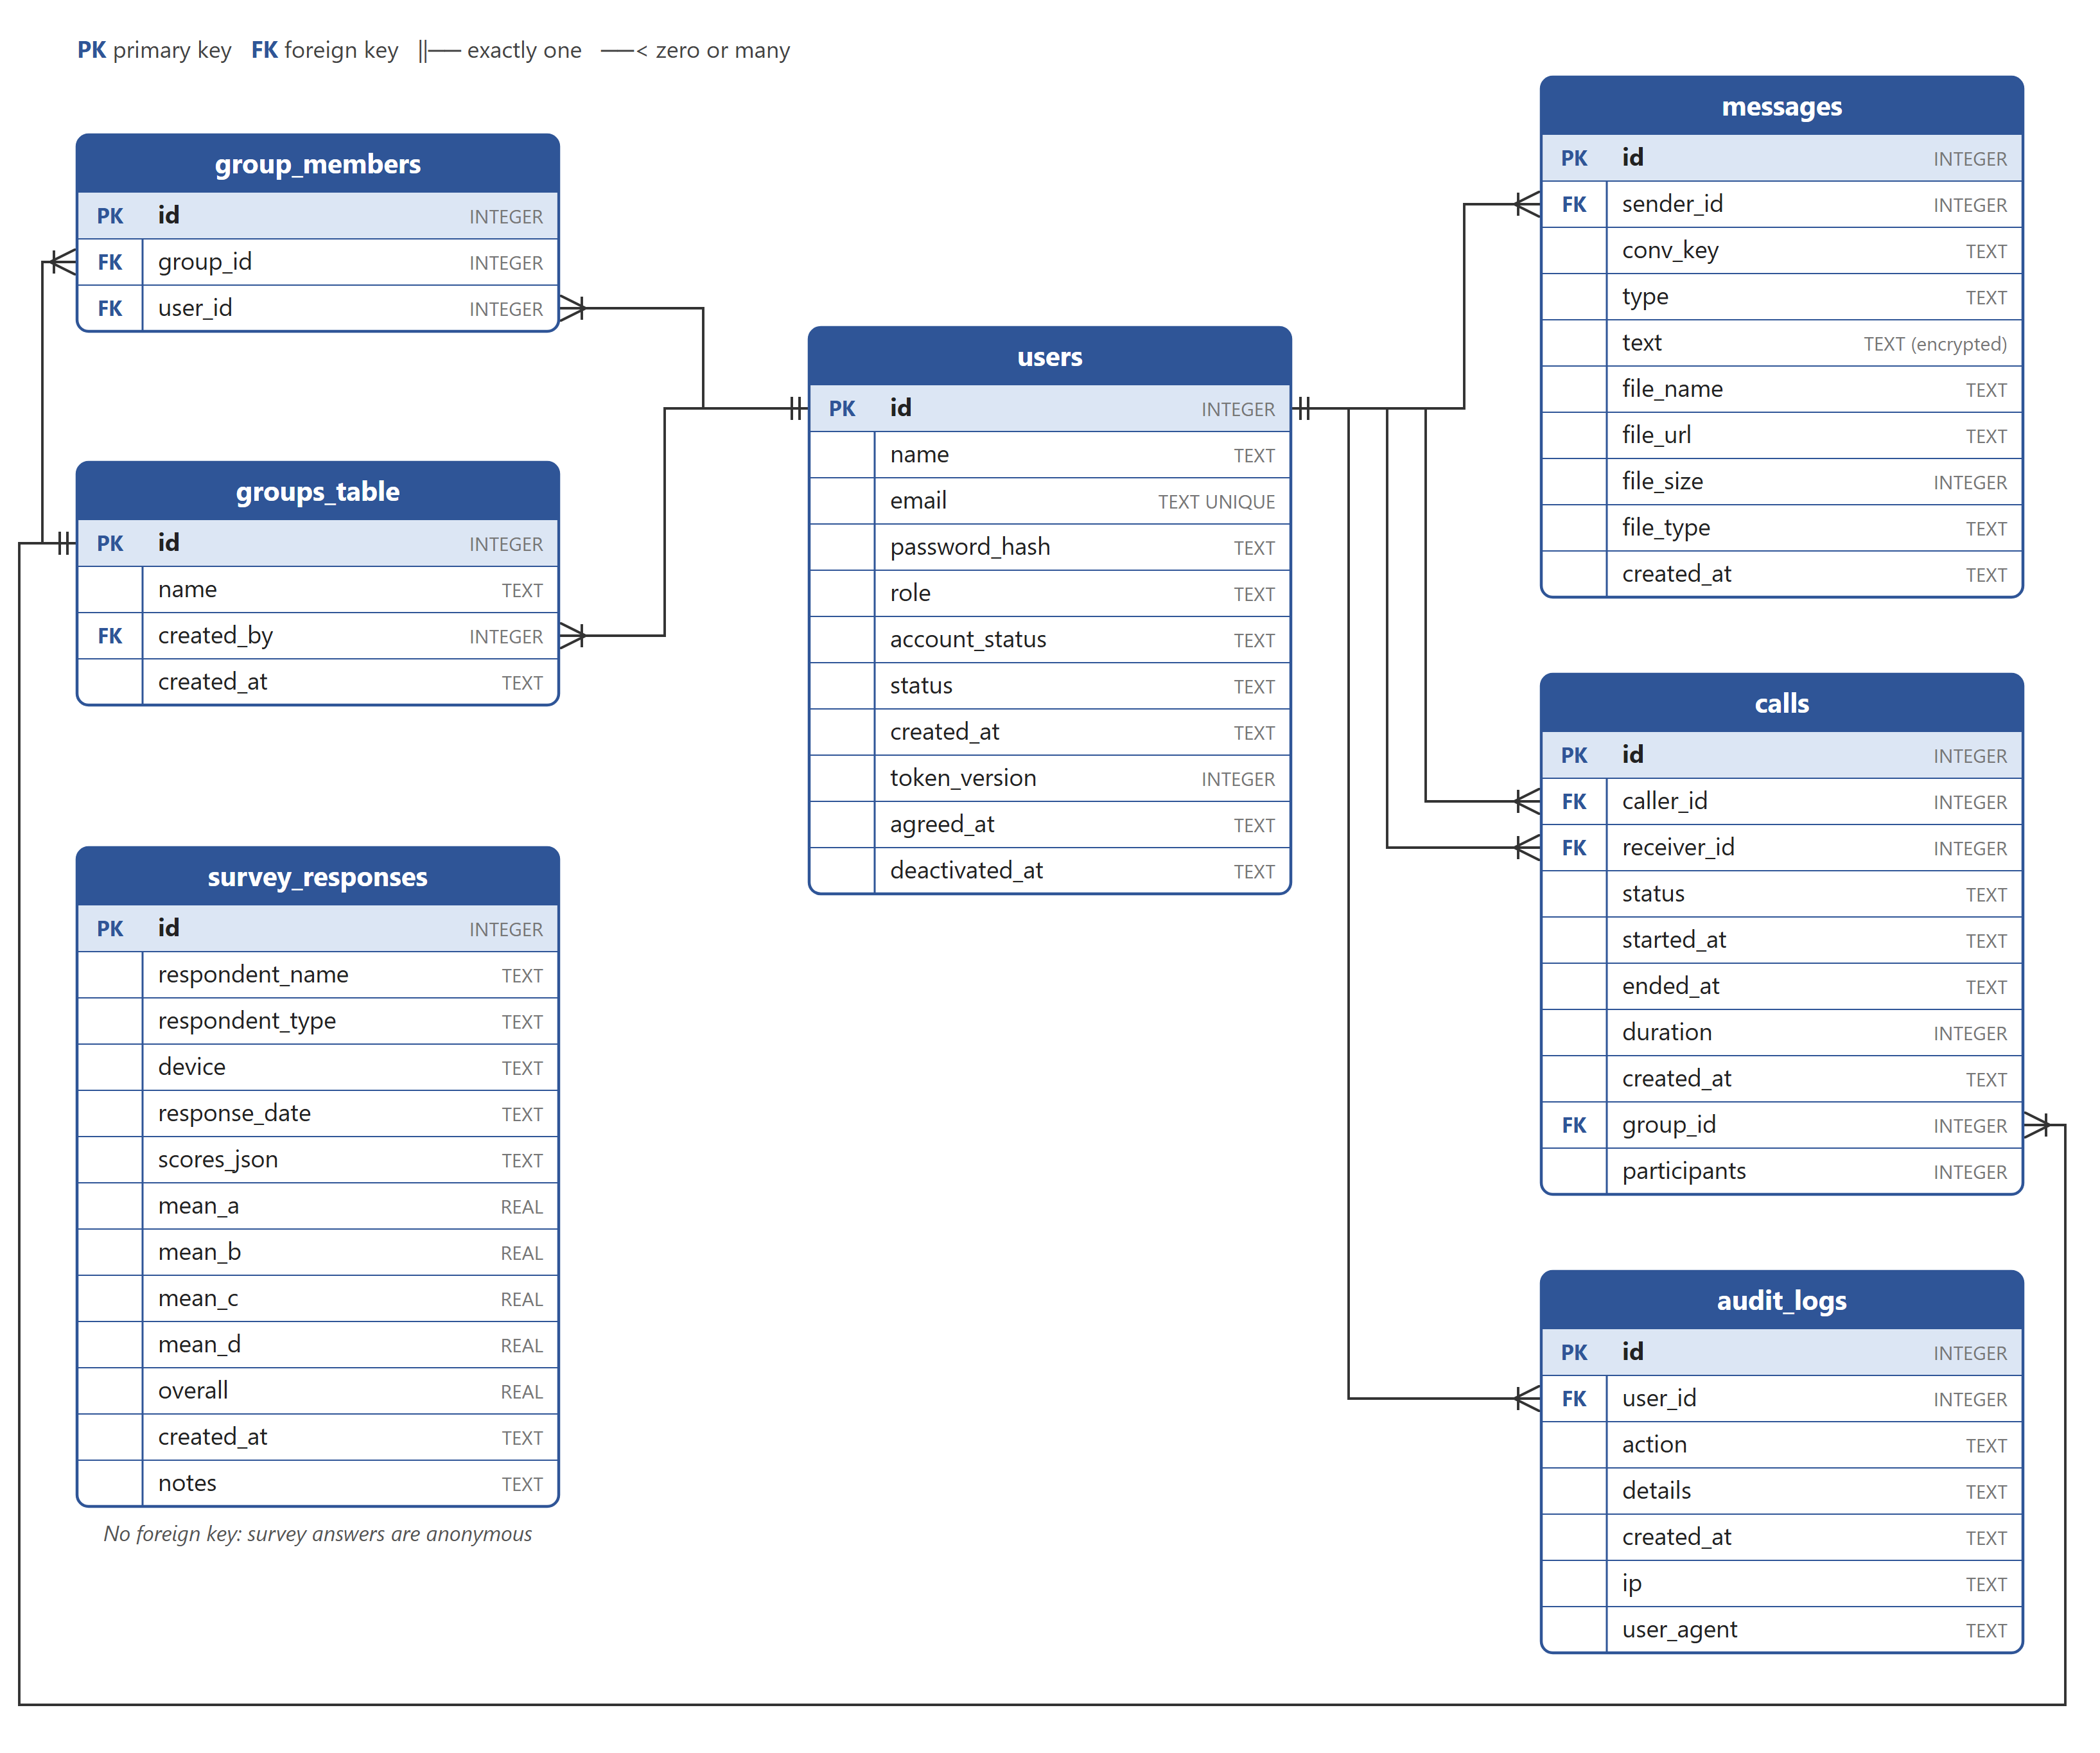 PK primary key FK foreign key ||— exactly one —< zero or many
group_members
PK id INTEGER
FK group_id INTEGER
FK user_id INTEGER
groups_table
PK id INTEGER
name TEXT
FK created_by INTEGER
created_at TEXT
survey_responses
PK id INTEGER
respondent_name TEXT
respondent_type TEXT
device TEXT
response_date TEXT
scores_json TEXT
mean_a REAL
mean_b REAL
mean_c REAL
mean_d REAL
overall REAL
created_at TEXT
notes TEXT
No foreign key: survey answers are anonymous
users
PK id INTEGER
name TEXT
email TEXT UNIQUE
password_hash TEXT
role TEXT
account_status TEXT
status TEXT
created_at TEXT
token_version INTEGER
agreed_at TEXT
deactivated_at TEXT
messages
PK id INTEGER
FK sender_id INTEGER
conv_key TEXT
type TEXT
text TEXT (encrypted)
file_name TEXT
file_url TEXT
file_size INTEGER
file_type TEXT
created_at TEXT
calls
PK id INTEGER
FK caller_id INTEGER
FK receiver_id INTEGER
status TEXT
started_at TEXT
ended_at TEXT
duration INTEGER
created_at TEXT
FK group_id INTEGER
participants INTEGER
audit_logs
PK id INTEGER
FK user_id INTEGER
action TEXT
details TEXT
created_at TEXT
ip TEXT
user_agent TEXT